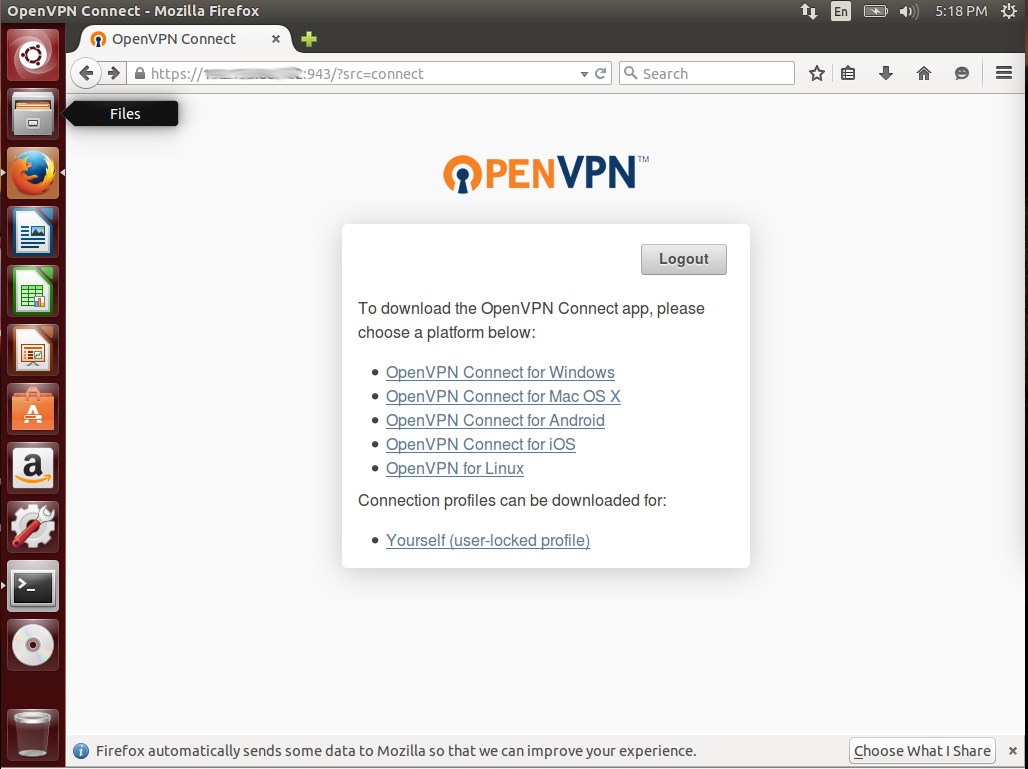 OpenVPN Connect - Mozilla Firefox
En
5:18 PM
OpenVPN Connect
https:// :943/?src=connect
Search
Files
OPENVPN™
Logout
To download the OpenVPN Connect app, please
choose a platform below:
OpenVPN Connect for Windows
OpenVPN Connect for Mac OS X
OpenVPN Connect for Android
OpenVPN Connect for iOS
OpenVPN for Linux
Connection profiles can be downloaded for:
Yourself (user-locked profile)
Firefox automatically sends some data to Mozilla so that we can improve your experience.
Choose What I Share